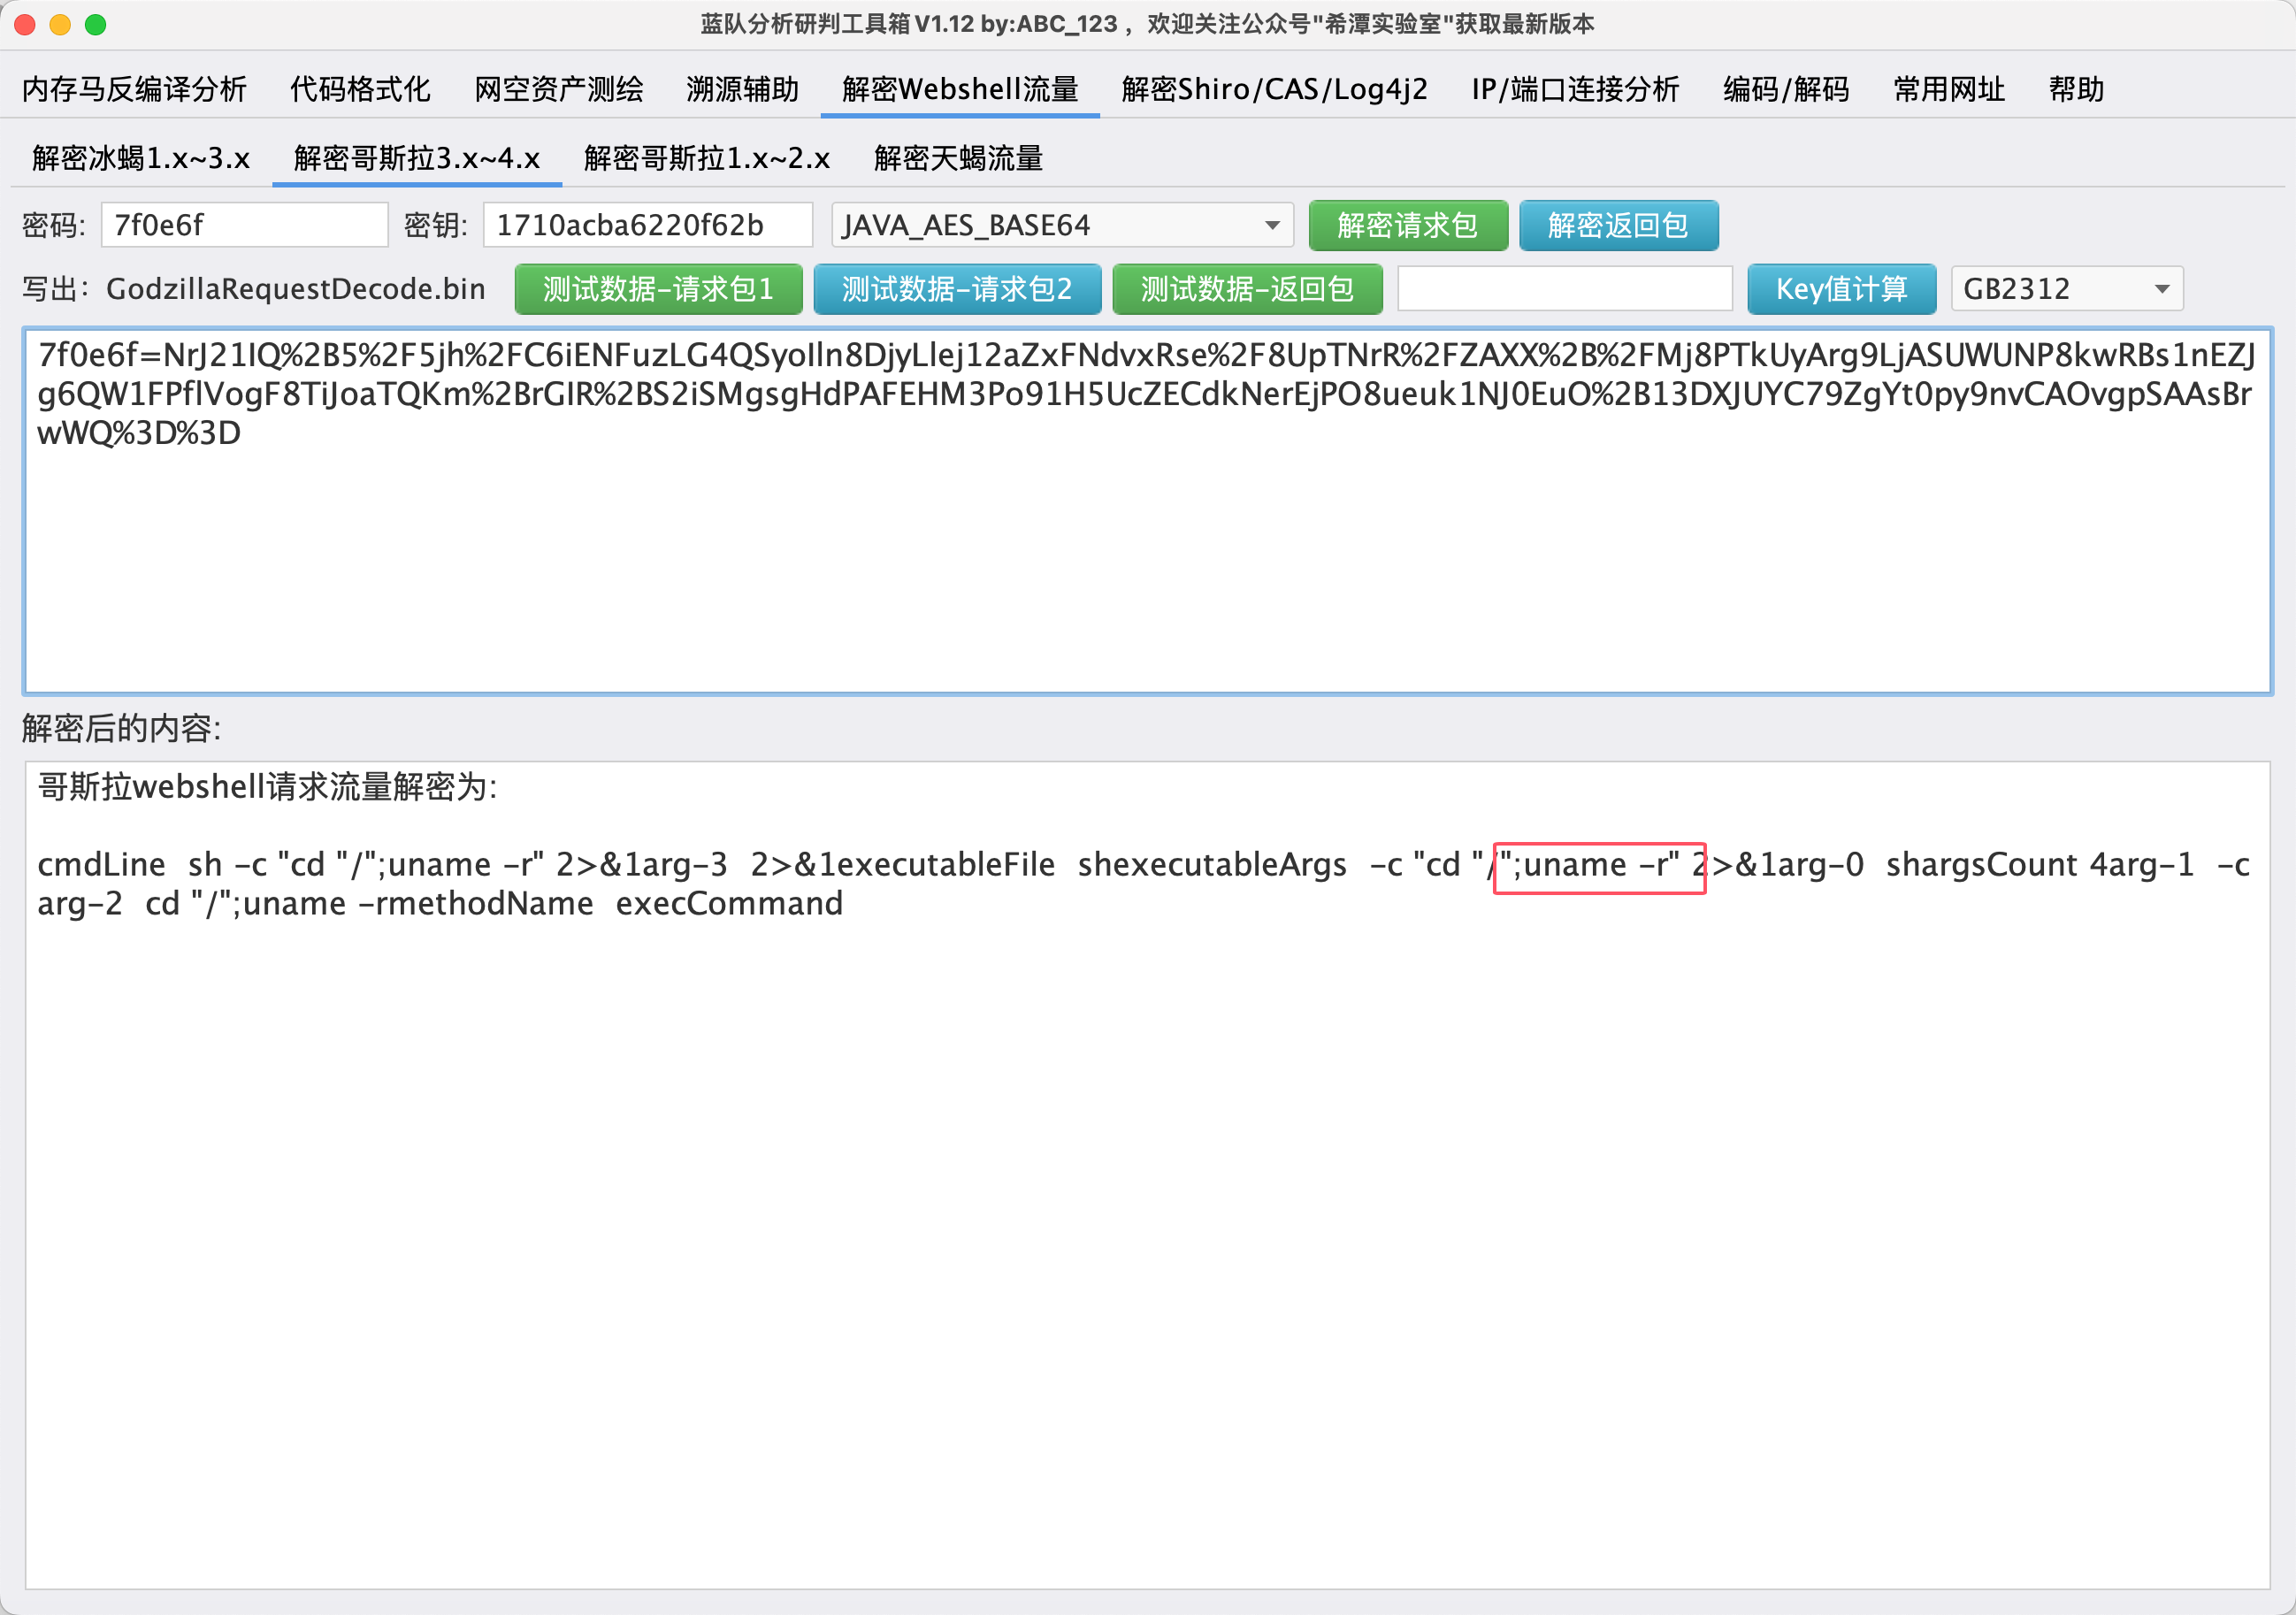 蓝队分析研判工具箱V1.12 by:ABC_123 ，欢迎关注公众号"希潭实验室"获取最新版本
内存马反编译分析 代码格式化 网空资产测绘 溯源辅助 解密Webshell流量 解密Shiro/CAS/Log4j2 IP/端口连接分析 编码/解码 常用网址 帮助
解密冰蝎1.x~3.x 解密哥斯拉3.x~4.x 解密哥斯拉1.x~2.x 解密天蝎流量
密码: 7f0e6f 密钥: 1710acba6220f62b JAVA_AES_BASE64 解密请求包 解密返回包
写出: GodzillaRequestDecode.bin 测试数据-请求包1 测试数据-请求包2 测试数据-返回包 Key值计算 GB2312
7f0e6f=NrJ21IQ%2B5%2F5jh%2FC6iENFuzLG4QSyoIln8DjyLlej12aZxFNdvxRse%2F8UpTNrR%2FZAXX%2B%2FMj8PTkUyArg9LjASUWUNP8kwRBs1nEZJ
g6QW1FPflVogF8TiJoaTQKm%2BrGIR%2BS2iSMgsgHdPAFEHM3Po91H5UcZECdkNerEjPO8ueuk1NJ0EuO%2B13DXJUYC79ZgYt0py9nvCAOvgpSAAsBr
wWQ%3D%3D
解密后的内容:
哥斯拉webshell请求流量解密为:
cmdLine sh -c "cd "/";uname -r" 2>&1arg-3 2>&1executableFile shexecutableArgs -c "cd "/";uname -r" 2>&1arg-0 shargsCount 4arg-1 -c
arg-2 cd "/";uname -rmethodName execCommand